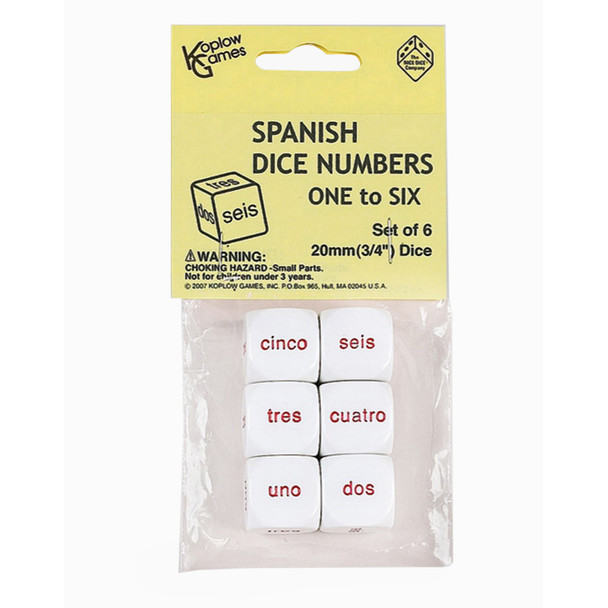 Koplow
Games
The
DICE DICE
Company
SPANISH
DICE NUMBERS
ONE to SIX
tres
dos seis
Set of 6
20mm(3/4") Dice
⚠WARNING:
CHOKING HAZARD -Small Parts.
Not for children under 3 years.
© 2007 KOPLOW GAMES, INC. P.O.Box 965, Hull, MA 02045 U.S.A.
cinco seis
tres cuatro
uno dos
tres